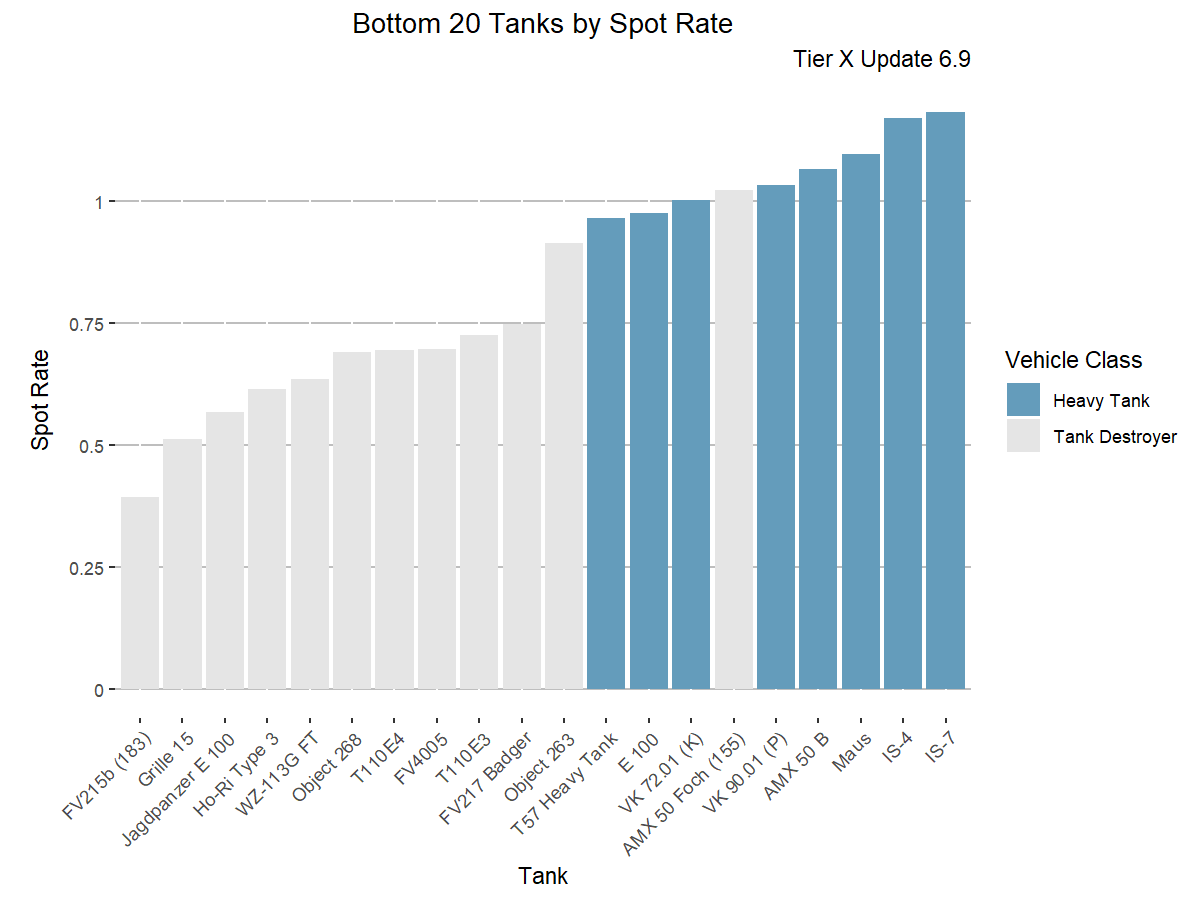 Bottom 20 Tanks by Spot Rate
Tier X Update 6.9
Spot Rate
1
0.75
0.5
0.25
0
FV215b (183)
Grille 15
Jagdpanzer E 100
Ho-Ri Type 3
WZ-113G FT
Object 268
T110E4
FV4005
T110E3
FV217 Badger
Object 263
T57 Heavy Tank
E 100
VK 72.01 (K)
AMX 50 Foch (155)
VK 90.01 (P)
AMX 50 B
Maus
IS-4
IS-7
Tank
Vehicle Class
Heavy Tank
Tank Destroyer